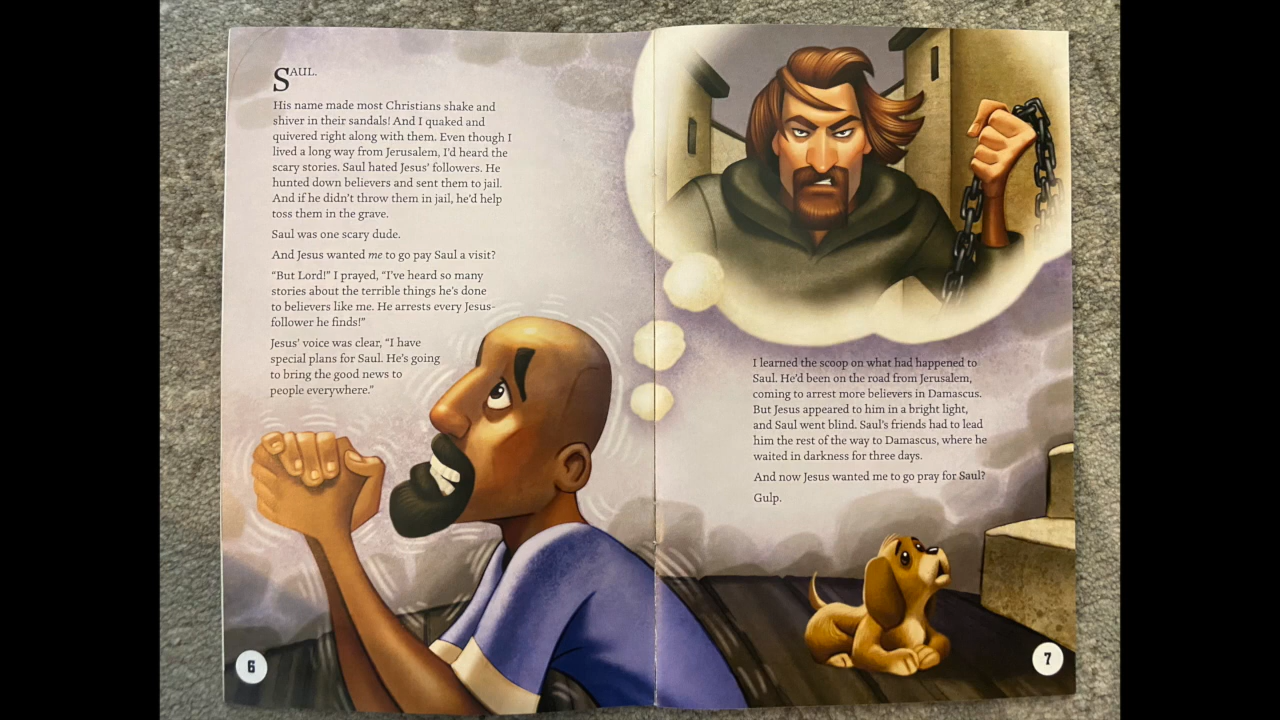 SAUL.
His name made most Christians shake and
shiver in their sandals! And I quaked and
quivered right along with them. Even though I
lived a long way from Jerusalem, I'd heard the
scary stories. Saul hated Jesus' followers. He
hunted down believers and sent them to jail.
And if he didn't throw them in jail, he'd help
toss them in the grave.
Saul was one scary dude.
And Jesus wanted me to go pay Saul a visit?
“But Lord!” I prayed, “I've heard so many
stories about the terrible things he's done
to believers like me. He arrests every Jesus-
follower he finds!”
Jesus' voice was clear, “I have
special plans for Saul. He's going
to bring the good news to
people everywhere.”
6
I learned the scoop on what had happened to
Saul. He'd been on the road from Jerusalem,
coming to arrest more believers in Damascus.
But Jesus appeared to him in a bright light,
and Saul went blind. Saul's friends had to lead
him the rest of the way to Damascus, where he
waited in darkness for three days.
And now Jesus wanted me to go pray for Saul?
Gulp.
7